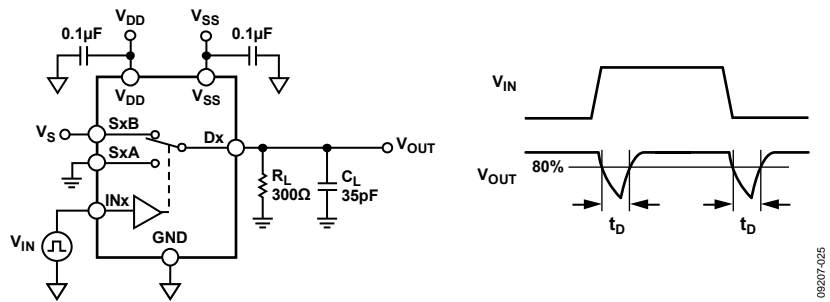 VDD
VSS
0.1µF
0.1µF
VDD
VSS
VS
SxB
Dx
VOUT
SxA
RL
300Ω
CL
35pF
INx
VIN
GND
VIN
VOUT
80%
tD
tD
09207-025